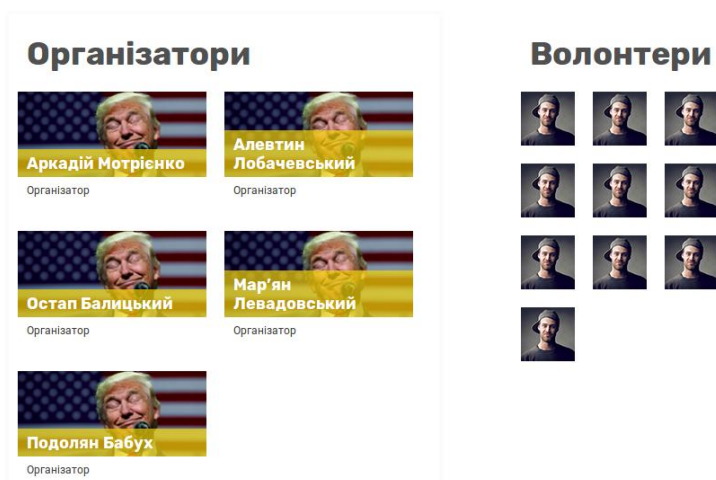 Організатори
Волонтери
Аркадій Мотрієнко
Алевтин
Лобачевський
Організатор
Організатор
Остап Балицький
Мар’ян
Левадовський
Організатор
Організатор
Подолян Бабух
Організатор